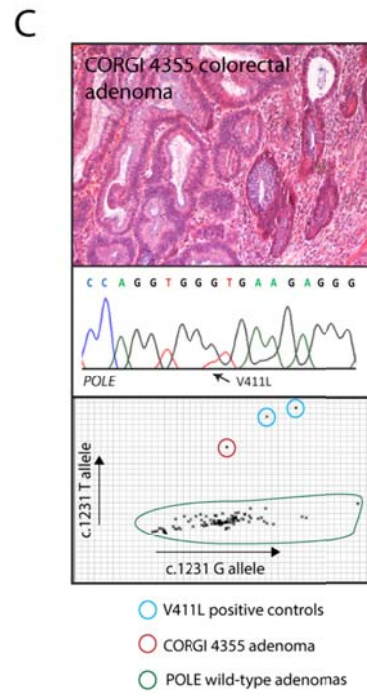 C
CORGI 4355 colorectal
adenoma
C C A G G T G G G T G A A G A G G G
POLE
V411L
c.1231 T allele
c.1231 G allele
V411L positive controls
CORGI 4355 adenoma
POLE wild-type adenomas